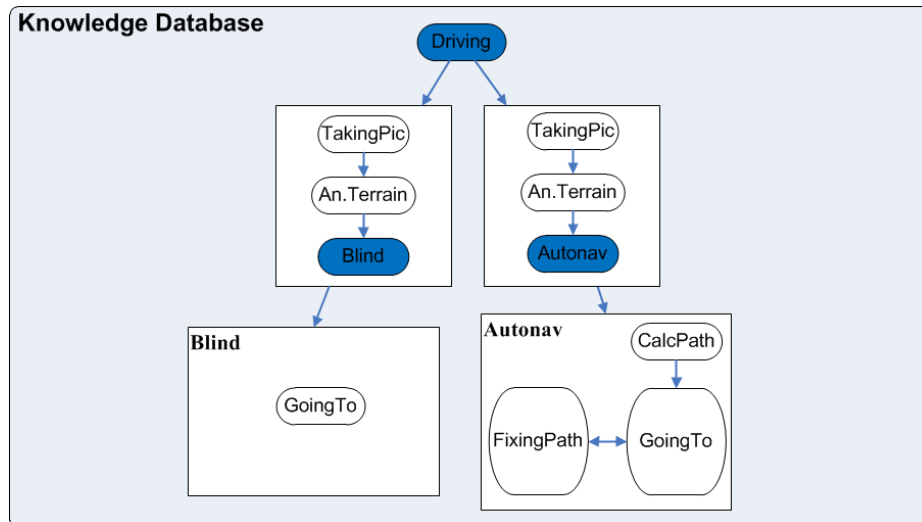 Knowledge Database
Driving
TakingPic
An.Terrain
Blind
TakingPic
An.Terrain
Autonav
Blind
GoingTo
Autonav
CalcPath
FixingPath
GoingTo